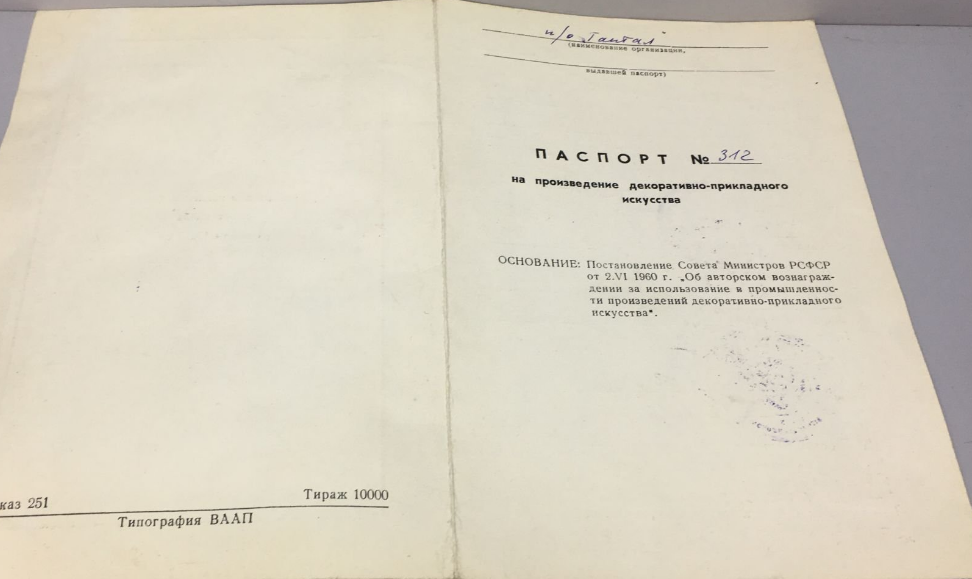 каз 251
Тираж 10000
Типография ВААП
п/о "Тантал"
(наименование организации,
выдавшей паспорт)
ПАСПОРТ № 312
на произведение декоративно-прикладного
искусства
ОСНОВАНИЕ: Постановление Совета Министров РСФСР
от 2.VI 1960 г. „Об авторском вознаграж-
дении за использование в промышленнос-
ти произведений декоративно-прикладного
искусства".